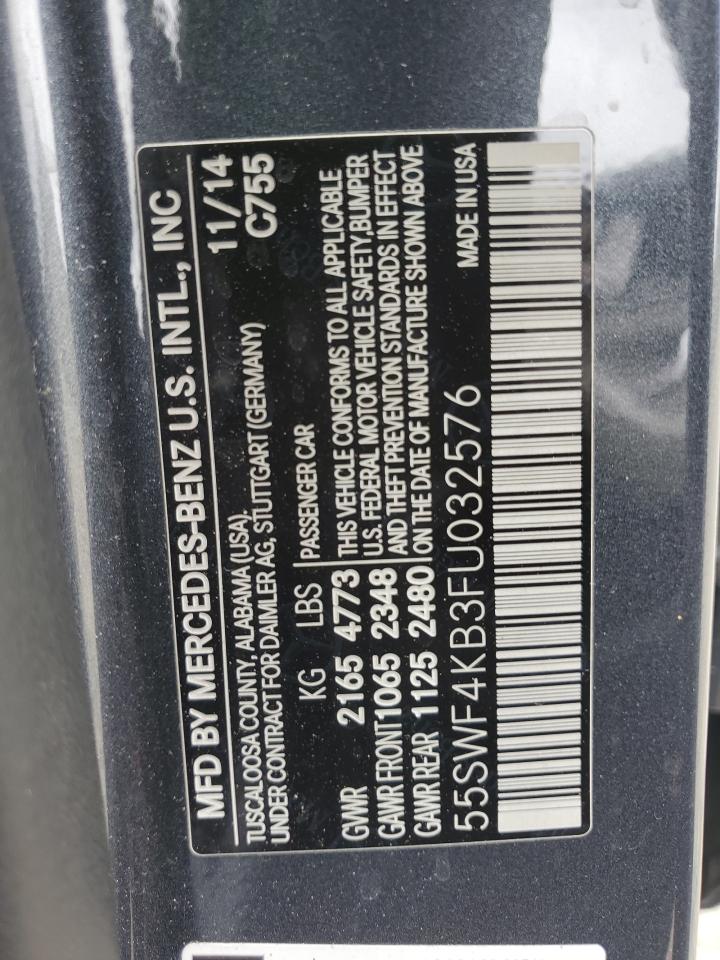 MFD BY MERCEDES-BENZ U.S. INTL., INC
TUSCALOOSA COUNTY, ALABAMA (USA), 11/14
UNDER CONTRACT FOR DAIMLER AG, STUTTGART (GERMANY) C755
KG LBS PASSENGER CAR
GVWR 2165 4773 THIS VEHICLE CONFORMS TO ALL APPLICABLE
U.S. FEDERAL MOTOR VEHICLE SAFETY,BUMPER
GAWR FRONT 1065 2348 AND THEFT PREVENTION STANDARDS IN EFFECT
GAWR REAR 1125 2480 ON THE DATE OF MANUFACTURE SHOWN ABOVE
55SWF4KB3FU032576 MADE IN USA